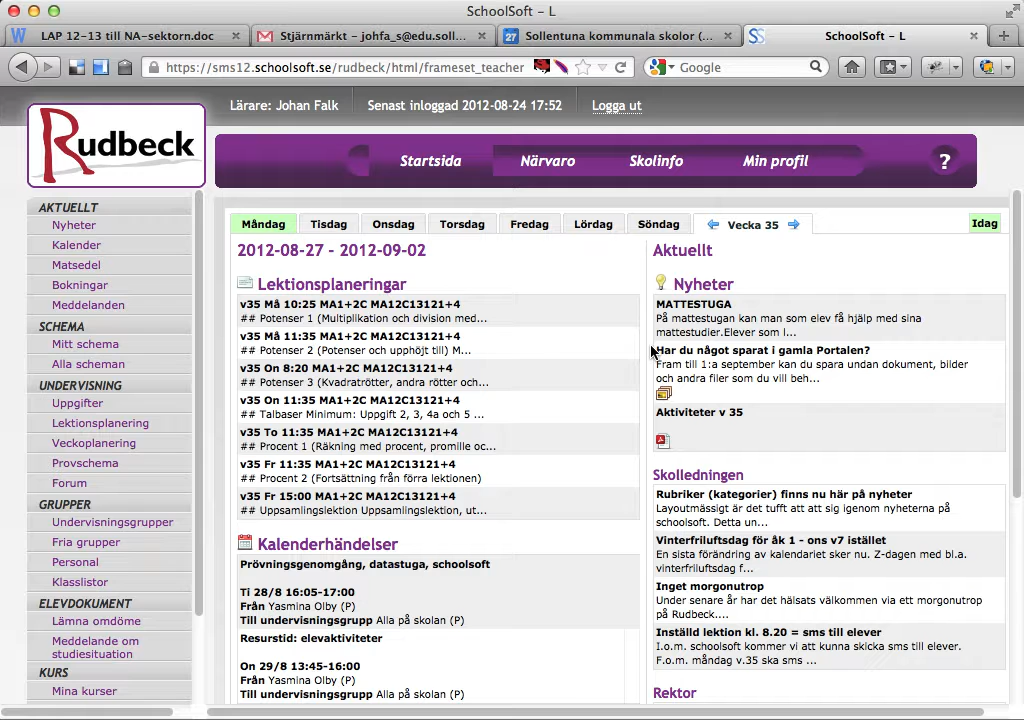 SchoolSoft – L
LAP 12-13 till NA-sektorn.doc
Stjärnmärkt – johfa_s@edu.soll...
27 Sollentuna kommunala skolor (...
SchoolSoft – L
https://sms12.schoolsoft.se/rudbeck/html/frameset_teacher
Google
Lärare: Johan Falk
Senast inloggad 2012-08-24 17:52
Logga ut
Rudbeck
Startsida
Närvaro
Skolinfo
Min profil
?
AKTUELLT
Nyheter
Kalender
Matsedel
Bokningar
Meddelanden
SCHEMA
Mitt schema
Alla scheman
UNDERVISNING
Uppgifter
Lektionsplanering
Veckoplanering
Provschema
Forum
GRUPPER
Undervisningsgrupper
Fria grupper
Personal
Klasslistor
ELEVDOKUMENT
Lämna omdöme
Meddelande om
studiesituation
KURS
Mina kurser
Måndag
Tisdag
Onsdag
Torsdag
Fredag
Lördag
Söndag
Vecka 35
Idag
2012-08-27 - 2012-09-02
Lektionsplaneringar
v35 Må 10:25 MA1+2C MA12C13121+4
## Potenser 1 (Multiplikation och division med...
v35 Må 11:35 MA1+2C MA12C13121+4
## Potenser 2 (Potenser och upphöjt till) M...
v35 On 8:20 MA1+2C MA12C13121+4
## Potenser 3 (Kvadratrötter, andra rötter och...
v35 On 11:35 MA1+2C MA12C13121+4
## Talbaser Minimum: Uppgift 2, 3, 4a och 5 ...
v35 To 11:35 MA1+2C MA12C13121+4
## Procent 1 (Räkning med procent, promille oc...
v35 Fr 11:35 MA1+2C MA12C13121+4
## Procent 2 (Fortsättning från förra lektionen)
v35 Fr 15:00 MA1+2C MA12C13121+4
## Uppsamlingslektion Uppsamlingslektion, ut...
Kalenderhändelser
Prövningsgenomgång, datastuga, schoolsoft
Ti 28/8 16:05-17:00
Från Yasmina Olby (P)
Till undervisningsgrupp Alla på skolan (P)
Resurstid: elevaktiviteter
On 29/8 13:45-16:00
Från Yasmina Olby (P)
Till undervisningsgrupp Alla på skolan (P)
Aktuellt
Nyheter
MATTESTUGA
På mattestugan kan man som elev få hjälp med sina
mattestudier.Elever som l...
Har du något sparat i gamla Portalen?
Fram till 1:a september kan du spara undan dokument, bilder
och andra filer som du vill beh...
Aktiviteter v 35
Skolledningen
Rubriker (kategorier) finns nu här på nyheter
Layoutmässigt är det tufft att att sig igenom nyheterna på
schoolsoft. Detta un...
Vinterfriluftsdag för åk 1 - ons v7 istället
En sista förändring av kalendariet sker nu. Z-dagen med bl.a.
vinterfriluftsdag f...
Inget morgonutrop
Under senare år har det hälsats välkommen via ett morgonutrop
på Rudbeck....
Inställd lektion kl. 8.20 = sms till elever
I.o.m. schoolsoft kommer vi att kunna skicka sms till elever.
F.o.m. måndag v.35 ska sms ...
Rektor